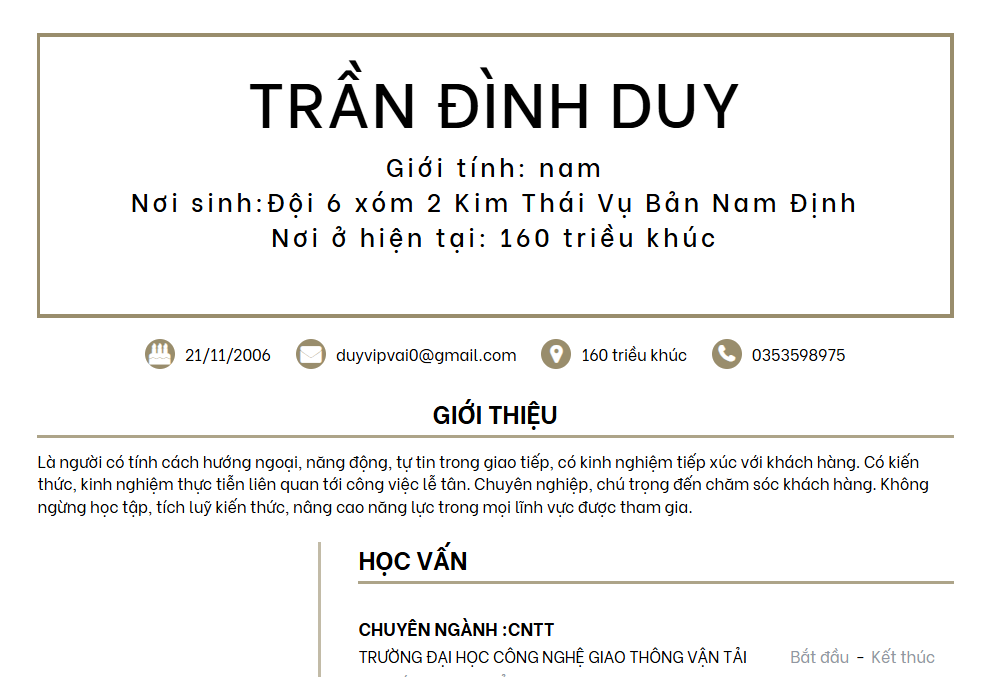 TRẦN ĐÌNH DUY
Giới tính: nam
Nơi sinh:Đội 6 xóm 2 Kim Thái Vụ Bản Nam Định
Nơi ở hiện tại: 160 triều khúc
21/11/2006 duyvipvai0@gmail.com 160 triều khúc 0353598975
GIỚI THIỆU
Là người có tính cách hướng ngoại, năng động, tự tin trong giao tiếp, có kinh nghiệm tiếp xúc với khách hàng. Có kiến
thức, kinh nghiệm thực tiễn liên quan tới công việc lễ tân. Chuyên nghiệp, chú trọng đến chăm sóc khách hàng. Không
ngừng học tập, tích luỹ kiến thức, nâng cao năng lực trong mọi lĩnh vực được tham gia.
HỌC VẤN
CHUYÊN NGÀNH :CNTT
TRƯỜNG ĐẠI HỌC CÔNG NGHỆ GIAO THÔNG VẬN TẢI Bắt đầu - Kết thúc